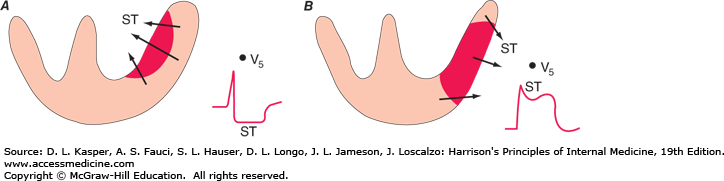 A
ST
V5
ST
B
ST
V5
ST
Source: D. L. Kasper, A. S. Fauci, S. L. Hauser, D. L. Longo, J. L. Jameson, J. Loscalzo: Harrison's Principles of Internal Medicine, 19th Edition.
www.accessmedicine.com
Copyright © McGraw-Hill Education.  All rights reserved.